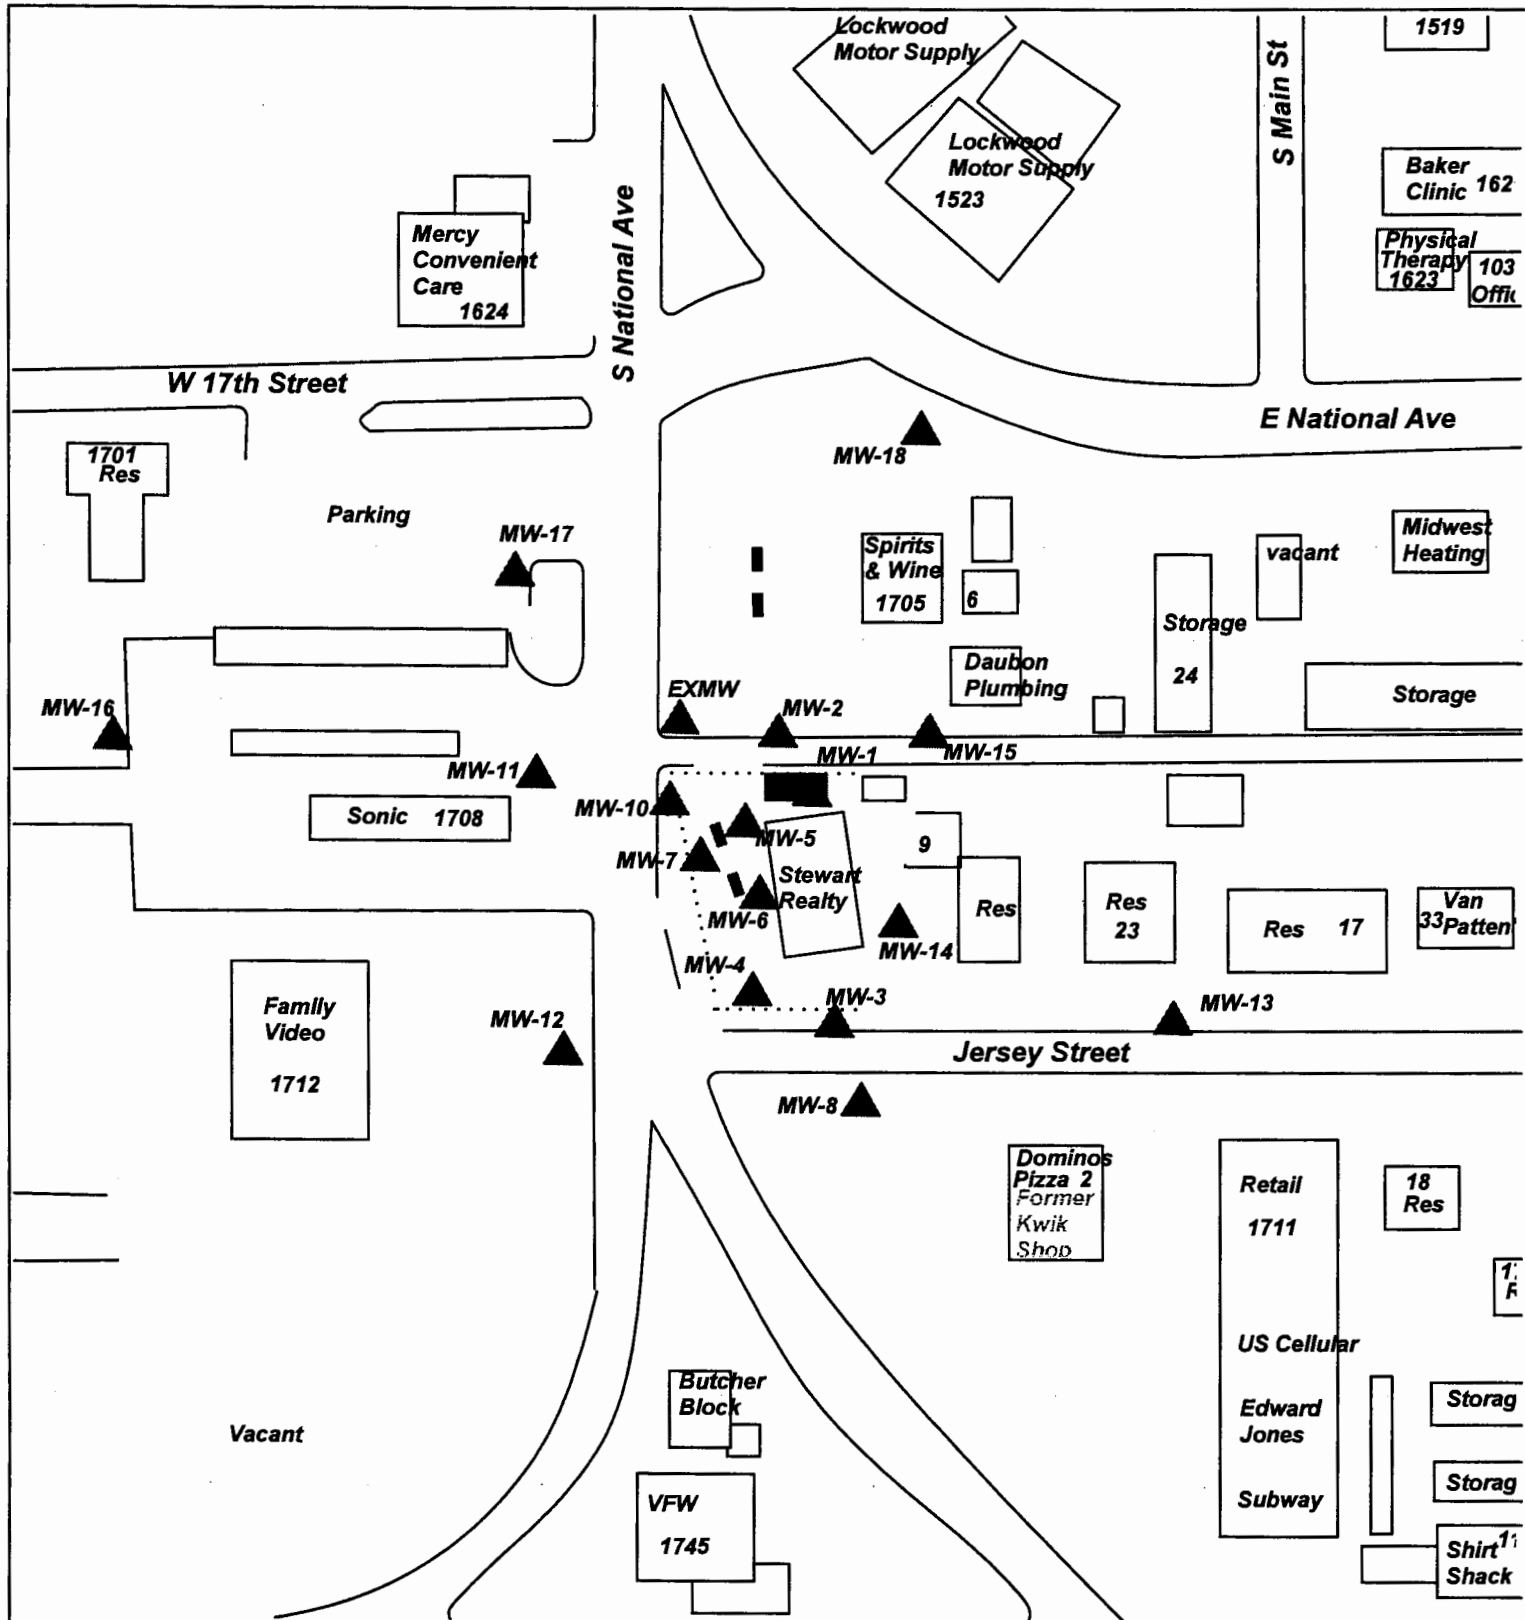 Lockwood
Motor Supply
1519
S Main St
Lockwood
Motor Supply
1523
Baker
Clinic 162
S National Ave
Mercy
Convenient
Care
1624
Physical
Therapy
1623
103
W 17th Street
E National Ave
MW-18
1701
Res
Parking
MW-17
Spirits
& Wine
1705
6
vacant
Midwest
Heating
Storage
24
Daubon
Plumbing
Storage
EXMW
MW-16
MW-2
MW-15
MW-1
MW-11
MW-10
Sonic 1708
MW-5
9
MW-7
Stewart
Realty
MW-6
Res
Res
23
Res 17
Van
33 Patten
MW-14
MW-4
MW-3
MW-13
Family
Video
1712
MW-12
Jersey Street
MW-8
Dominos
Pizza 2
Former
Kwik
Shop
Retail
1711
18
Res
US Cellular
Butcher
Block
Edward
Jones
Storag
Vacant
Subway
Storag
VFW
1745
Shirt
Shack